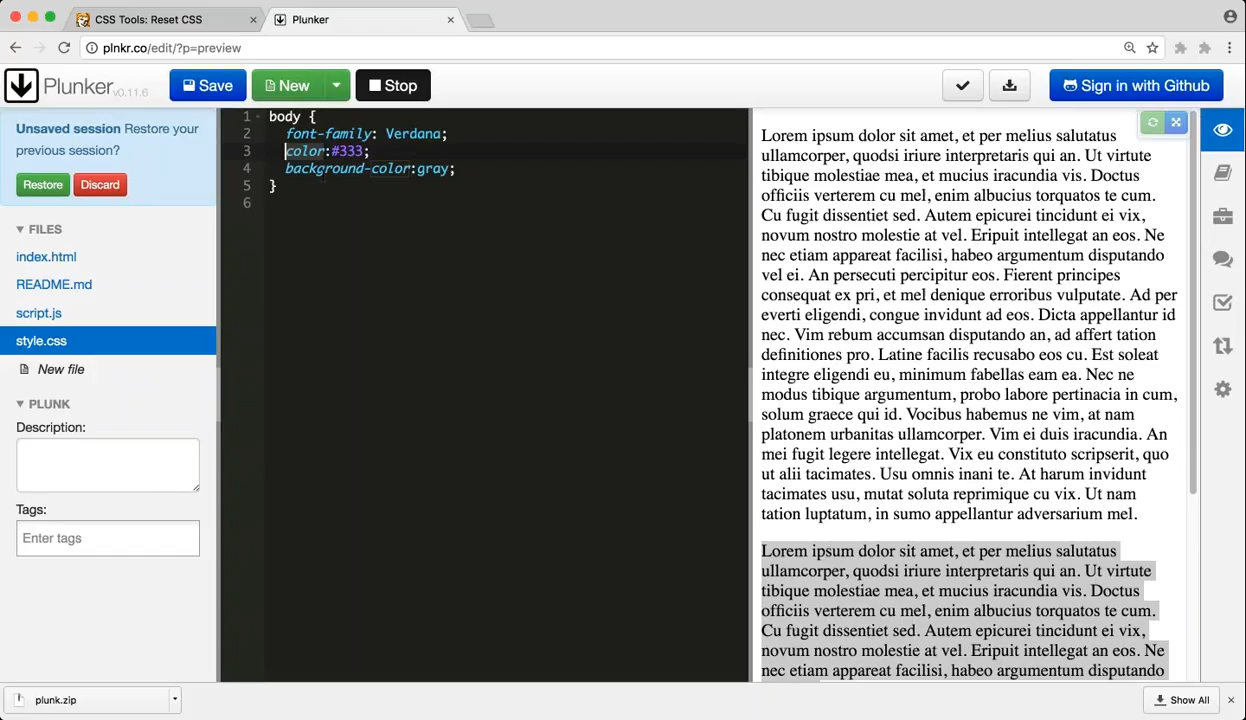 CSS Tools: Reset CSS
Plunker
plnkr.co/edit/?p=preview
Plunker v0.11.6
Save
New
Stop
Sign in with Github
Unsaved session Restore your
previous session?
Restore
Discard
FILES
index.html
README.md
script.js
style.css
New file
PLUNK
Description:
Tags:
Enter tags
1 body {
2 font-family: Verdana;
3 color:#333;
4 background-color:gray;
5 }
6
Lorem ipsum dolor sit amet, et per melius salutatus
ullamcorper, quodsi iriure interpretaris qui an. Ut virtute
tibique molestiae mea, et mucius iracundia vis. Doctus
officiis verterem cu mel, enim albucius torquatos te cum.
Cu fugit dissentiet sed. Autem epicurei tincidunt ei vix,
novum nostro molestie at vel. Eripuit intellegat an eos. Ne
nec etiam appareat facilisi, habeo argumentum disputando
vel ei. An persecuti percipitur eos. Fierent principes
consequat ex pri, et mel denique erroribus vulputate. Ad per
everti eligendi, congue invidunt ad eos. Dicta appellantur id
nec. Vim rebum accumsan disputando an, ad affert tation
definitiones pro. Latine facilis recusabo eos cu. Est soleat
integre eligendi eu, minimum fabellas eam ea. Nec ne
modus tibique argumentum, probo labore pertinacia in cum,
solum graece qui id. Vocibus habemus ne vim, at nam
platonem urbanitas ullamcorper. Vim ei duis iracundia. An
mei fugit legere intellegat. Vix eu constituto scripserit, quo
ut alii tacimates. Usu omnis inani te. At harum invidunt
tacimates usu, mutat soluta reprimique cu vix. Ut nam
tation luptatum, in sumo appellantur adversarium mel.
Lorem ipsum dolor sit amet, et per melius salutatus
ullamcorper, quodsi iriure interpretaris qui an. Ut virtute
tibique molestiae mea, et mucius iracundia vis. Doctus
officiis verterem cu mel, enim albucius torquatos te cum.
Cu fugit dissentiet sed. Autem epicurei tincidunt ei vix,
novum nostro molestie at vel. Eripuit intellegat an eos. Ne
nec etiam appareat facilisi, habeo argumentum disputando
plunk.zip
Show All